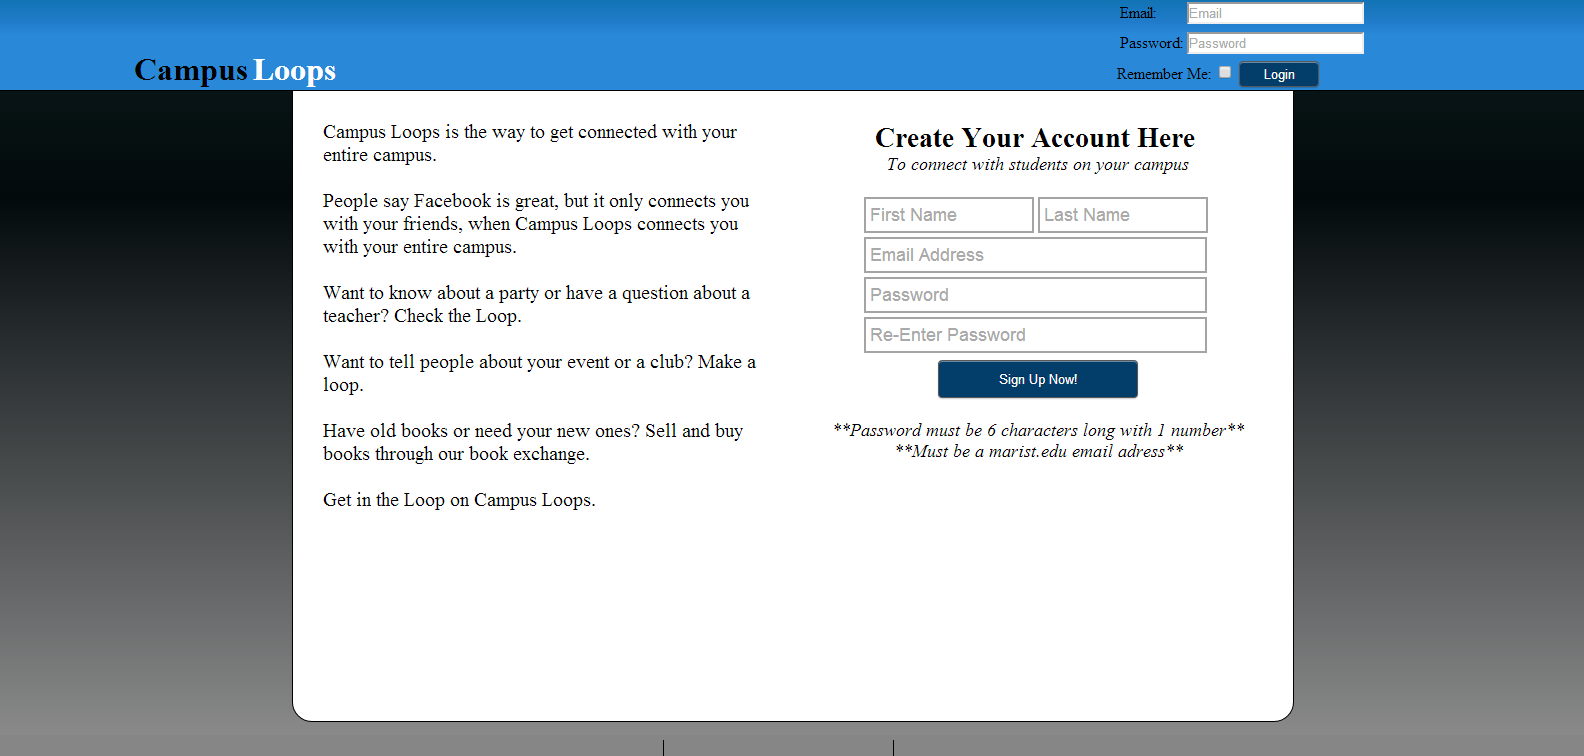 Email: Email
Password: Password
Campus Loops
Remember Me: Login
Campus Loops is the way to get connected with your
entire campus.
People say Facebook is great, but it only connects you
with your friends, when Campus Loops connects you
with your entire campus.
Want to know about a party or have a question about a
teacher? Check the Loop.
Want to tell people about your event or a club? Make a
loop.
Have old books or need your new ones? Sell and buy
books through our book exchange.
Get in the Loop on Campus Loops.
Create Your Account Here
To connect with students on your campus
First Name Last Name
Email Address
Password
Re-Enter Password
Sign Up Now!
**Password must be 6 characters long with 1 number**
**Must be a marist.edu email adress**